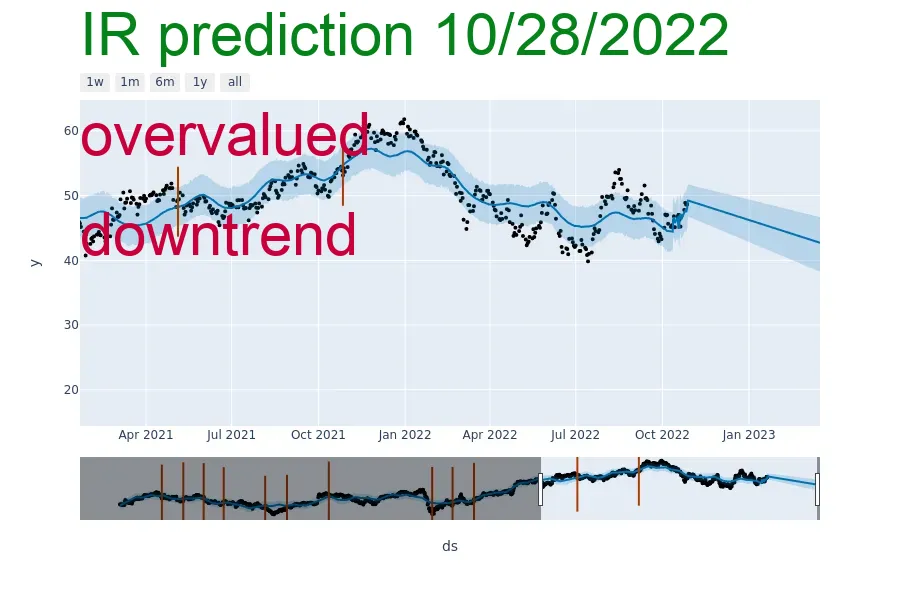 IR prediction 10/28/2022
1w 1m 6m 1y all
overvalued
downtrend
60
50
40
30
20
y
Apr 2021 Jul 2021 Oct 2021 Jan 2022 Apr 2022 Jul 2022 Oct 2022 Jan 2023
ds